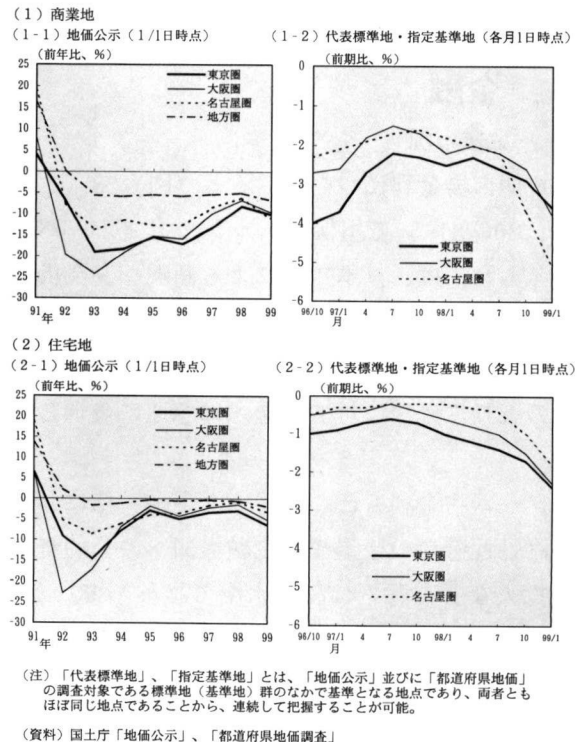 (1)商業地
(1-1)地価公示(1/1日時点)
(前年比、%)
25
20
15
10
5
0
-5
-10
-15
-20
-25
-30
東京圏
大阪圏
名古屋圏
地方圏
91 92 93 94 95 96 97 98 99
年
(1-2)代表標準地・指定基準地(各月1日時点)
(前期比、%)
0
-1
-2
-3
-4
-5
-6
東京圏
大阪圏
名古屋圏
96/10 97/1 4 7 10 98/1 4 7 10 99/1
月
(2)住宅地
(2-1)地価公示(1/1日時点)
(前年比、%)
25
20
15
10
5
0
-5
-10
-15
-20
-25
-30
東京圏
大阪圏
名古屋圏
地方圏
91 92 93 94 95 96 97 98 99
年
(2-2)代表標準地・指定基準地(各月1日時点)
(前期比、%)
0
-1
-2
-3
-4
-5
-6
東京圏
大阪圏
名古屋圏
96/10 97/1 4 7 10 98/1 4 7 10 99/1
月
(注)「代表標準地」、「指定基準地」とは、「地価公示」並びに「都道府県地価」
の調査対象である標準地(基準地)群のなかで基準となる地点であり、両者とも
ほぼ同じ地点であることから、連続して把握することが可能。
(資料)国土庁「地価公示」、「都道府県地価調査」